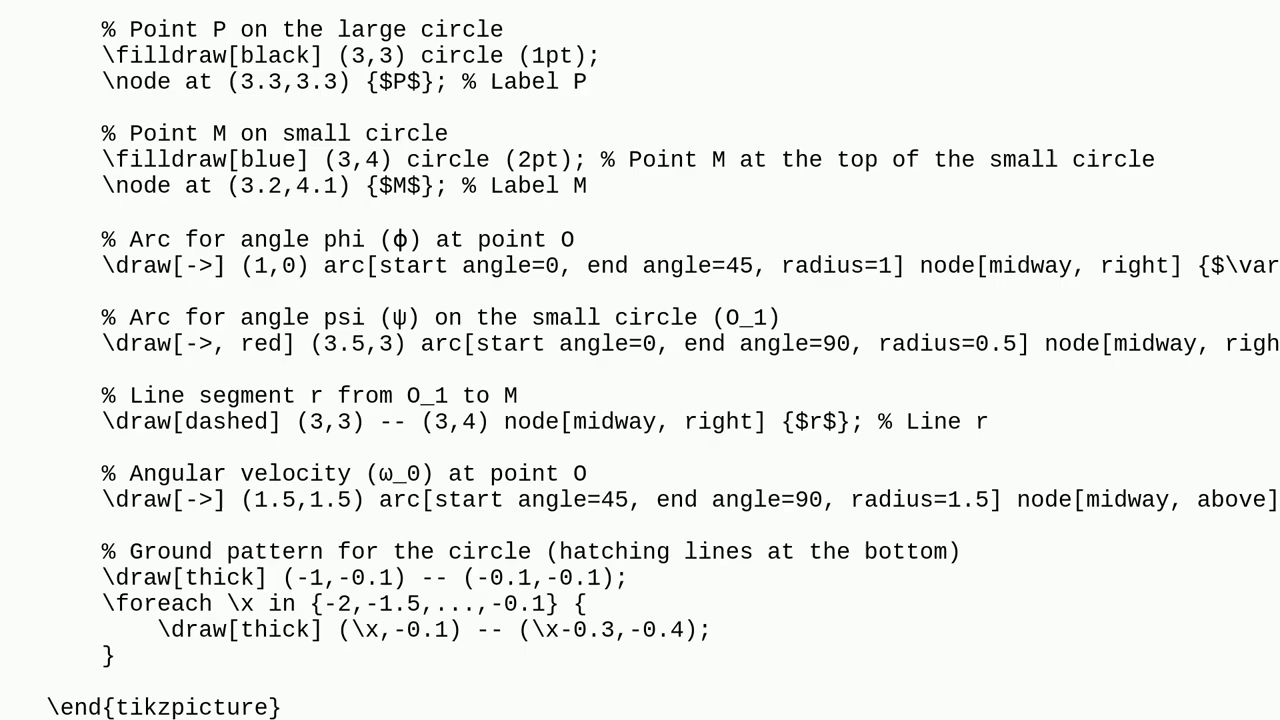 % Point P on the large circle
\filldraw[black] (3,3) circle (1pt);
\node at (3.3,3.3) {$P$}; % Label P
% Point M on small circle
\filldraw[blue] (3,4) circle (2pt); % Point M at the top of the small circle
\node at (3.2,4.1) {$M$}; % Label M
% Arc for angle phi (ϕ) at point O
\draw[->] (1,0) arc[start angle=0, end angle=45, radius=1] node[midway, right] {$\var
% Arc for angle psi (ψ) on the small circle (O_1)
\draw[->, red] (3.5,3) arc[start angle=0, end angle=90, radius=0.5] node[midway, righ
% Line segment r from O_1 to M
\draw[dashed] (3,3) -- (3,4) node[midway, right] {$r$}; % Line r
% Angular velocity (ω_0) at point O
\draw[->] (1.5,1.5) arc[start angle=45, end angle=90, radius=1.5] node[midway, above]
% Ground pattern for the circle (hatching lines at the bottom)
\draw[thick] (-1,-0.1) -- (-0.1,-0.1);
\foreach \x in {-2,-1.5,...,-0.1} {
\draw[thick] (\x,-0.1) -- (\x-0.3,-0.4);
}
\end{tikzpicture}